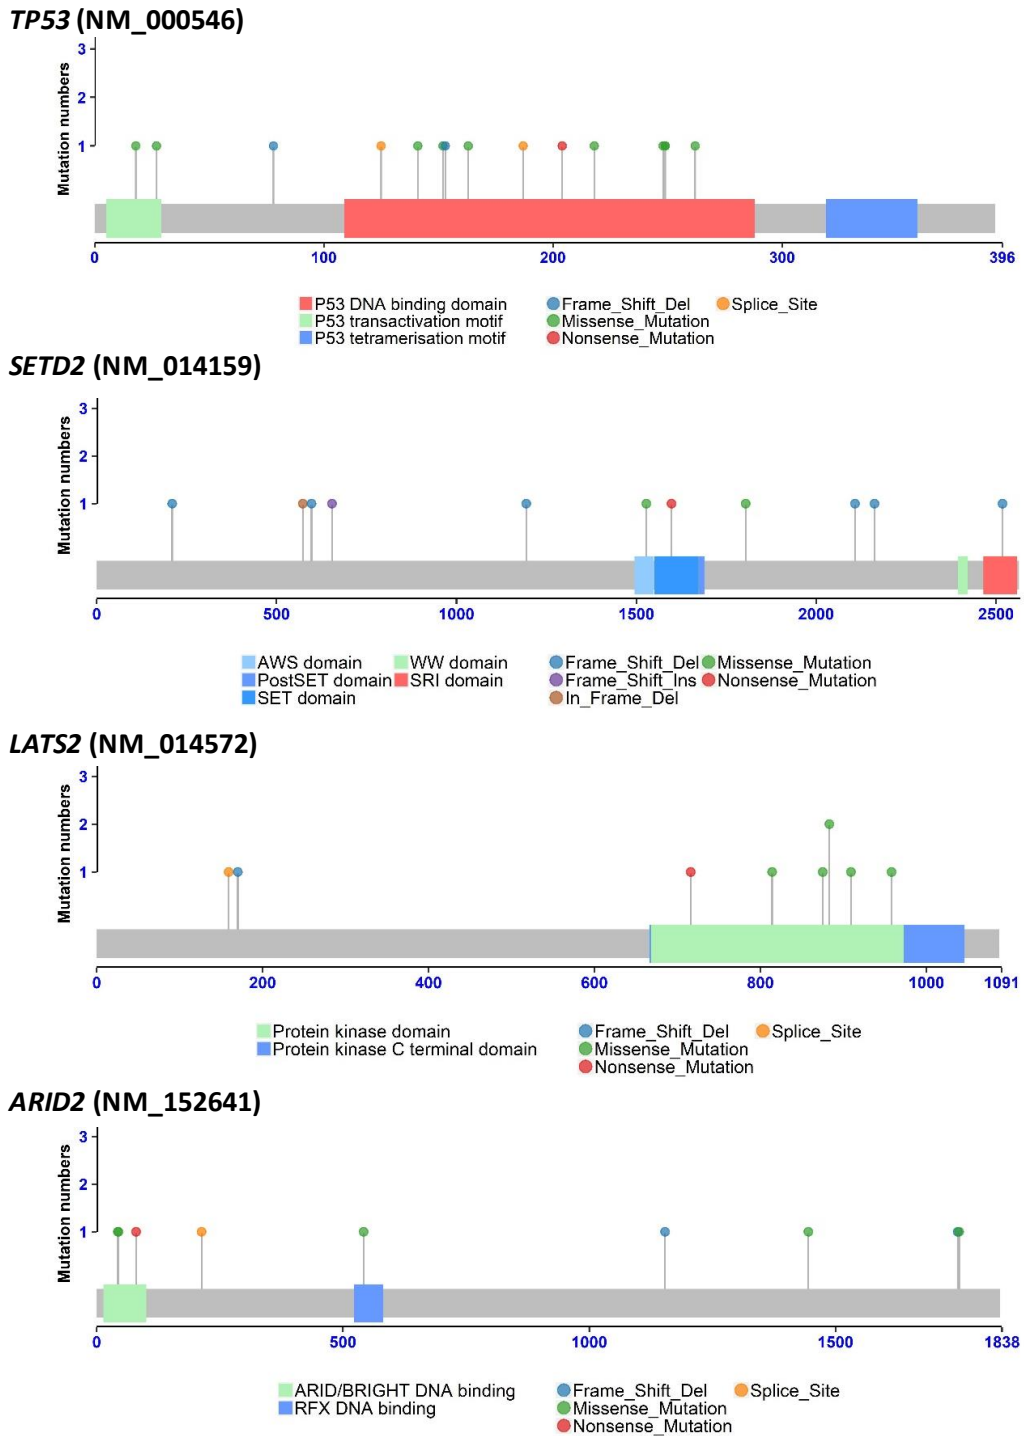 TP53 (NM_000546)
Mutation numbers
3
2
1
0 100 200 300 396
P53 DNA binding domain Frame_Shift_Del Splice_Site
P53 transactivation motif Missense_Mutation
P53 tetramerisation motif Nonsense_Mutation
SETD2 (NM_014159)
Mutation numbers
3
2
1
0 500 1000 1500 2000 2500
AWS domain WW domain Frame_Shift_Del Missense_Mutation
PostSET domain SRI domain Frame_Shift_Ins Nonsense_Mutation
SET domain In_Frame_Del
LATS2 (NM_014572)
Mutation numbers
3
2
1
0 200 400 600 800 1000 1091
Protein kinase domain Frame_Shift_Del Splice_Site
Protein kinase C terminal domain Missense_Mutation
Nonsense_Mutation
ARID2 (NM_152641)
Mutation numbers
3
2
1
0 500 1000 1500 1838
ARID/BRIGHT DNA binding Frame_Shift_Del Splice_Site
RFX DNA binding Missense_Mutation
Nonsense_Mutation